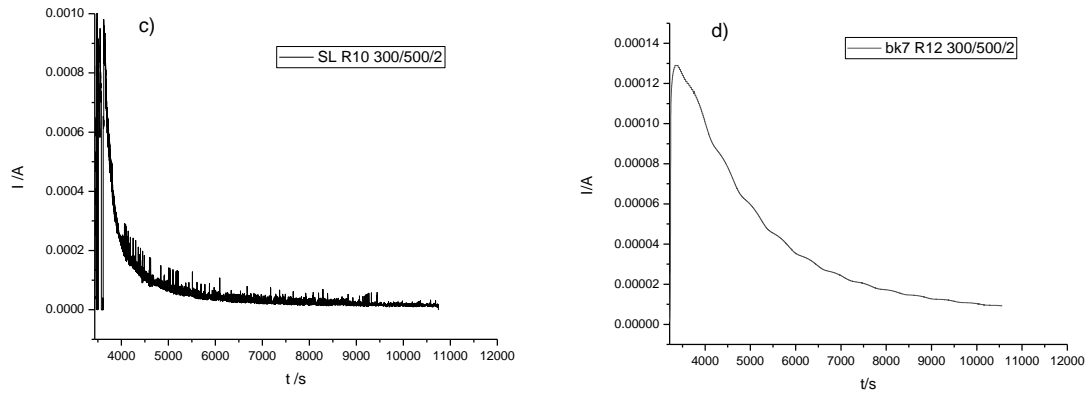 c)
SL R10 300/500/2
0.0010
0.0008
0.0006
0.0004
0.0002
0.0000
I /A
4000 5000 6000 7000 8000 9000 10000 11000 12000
t /s
d)
bk7 R12 300/500/2
0.00014
0.00012
0.00010
0.00008
0.00006
0.00004
0.00002
0.00000
I/A
4000 5000 6000 7000 8000 9000 10000 11000 12000
t/s